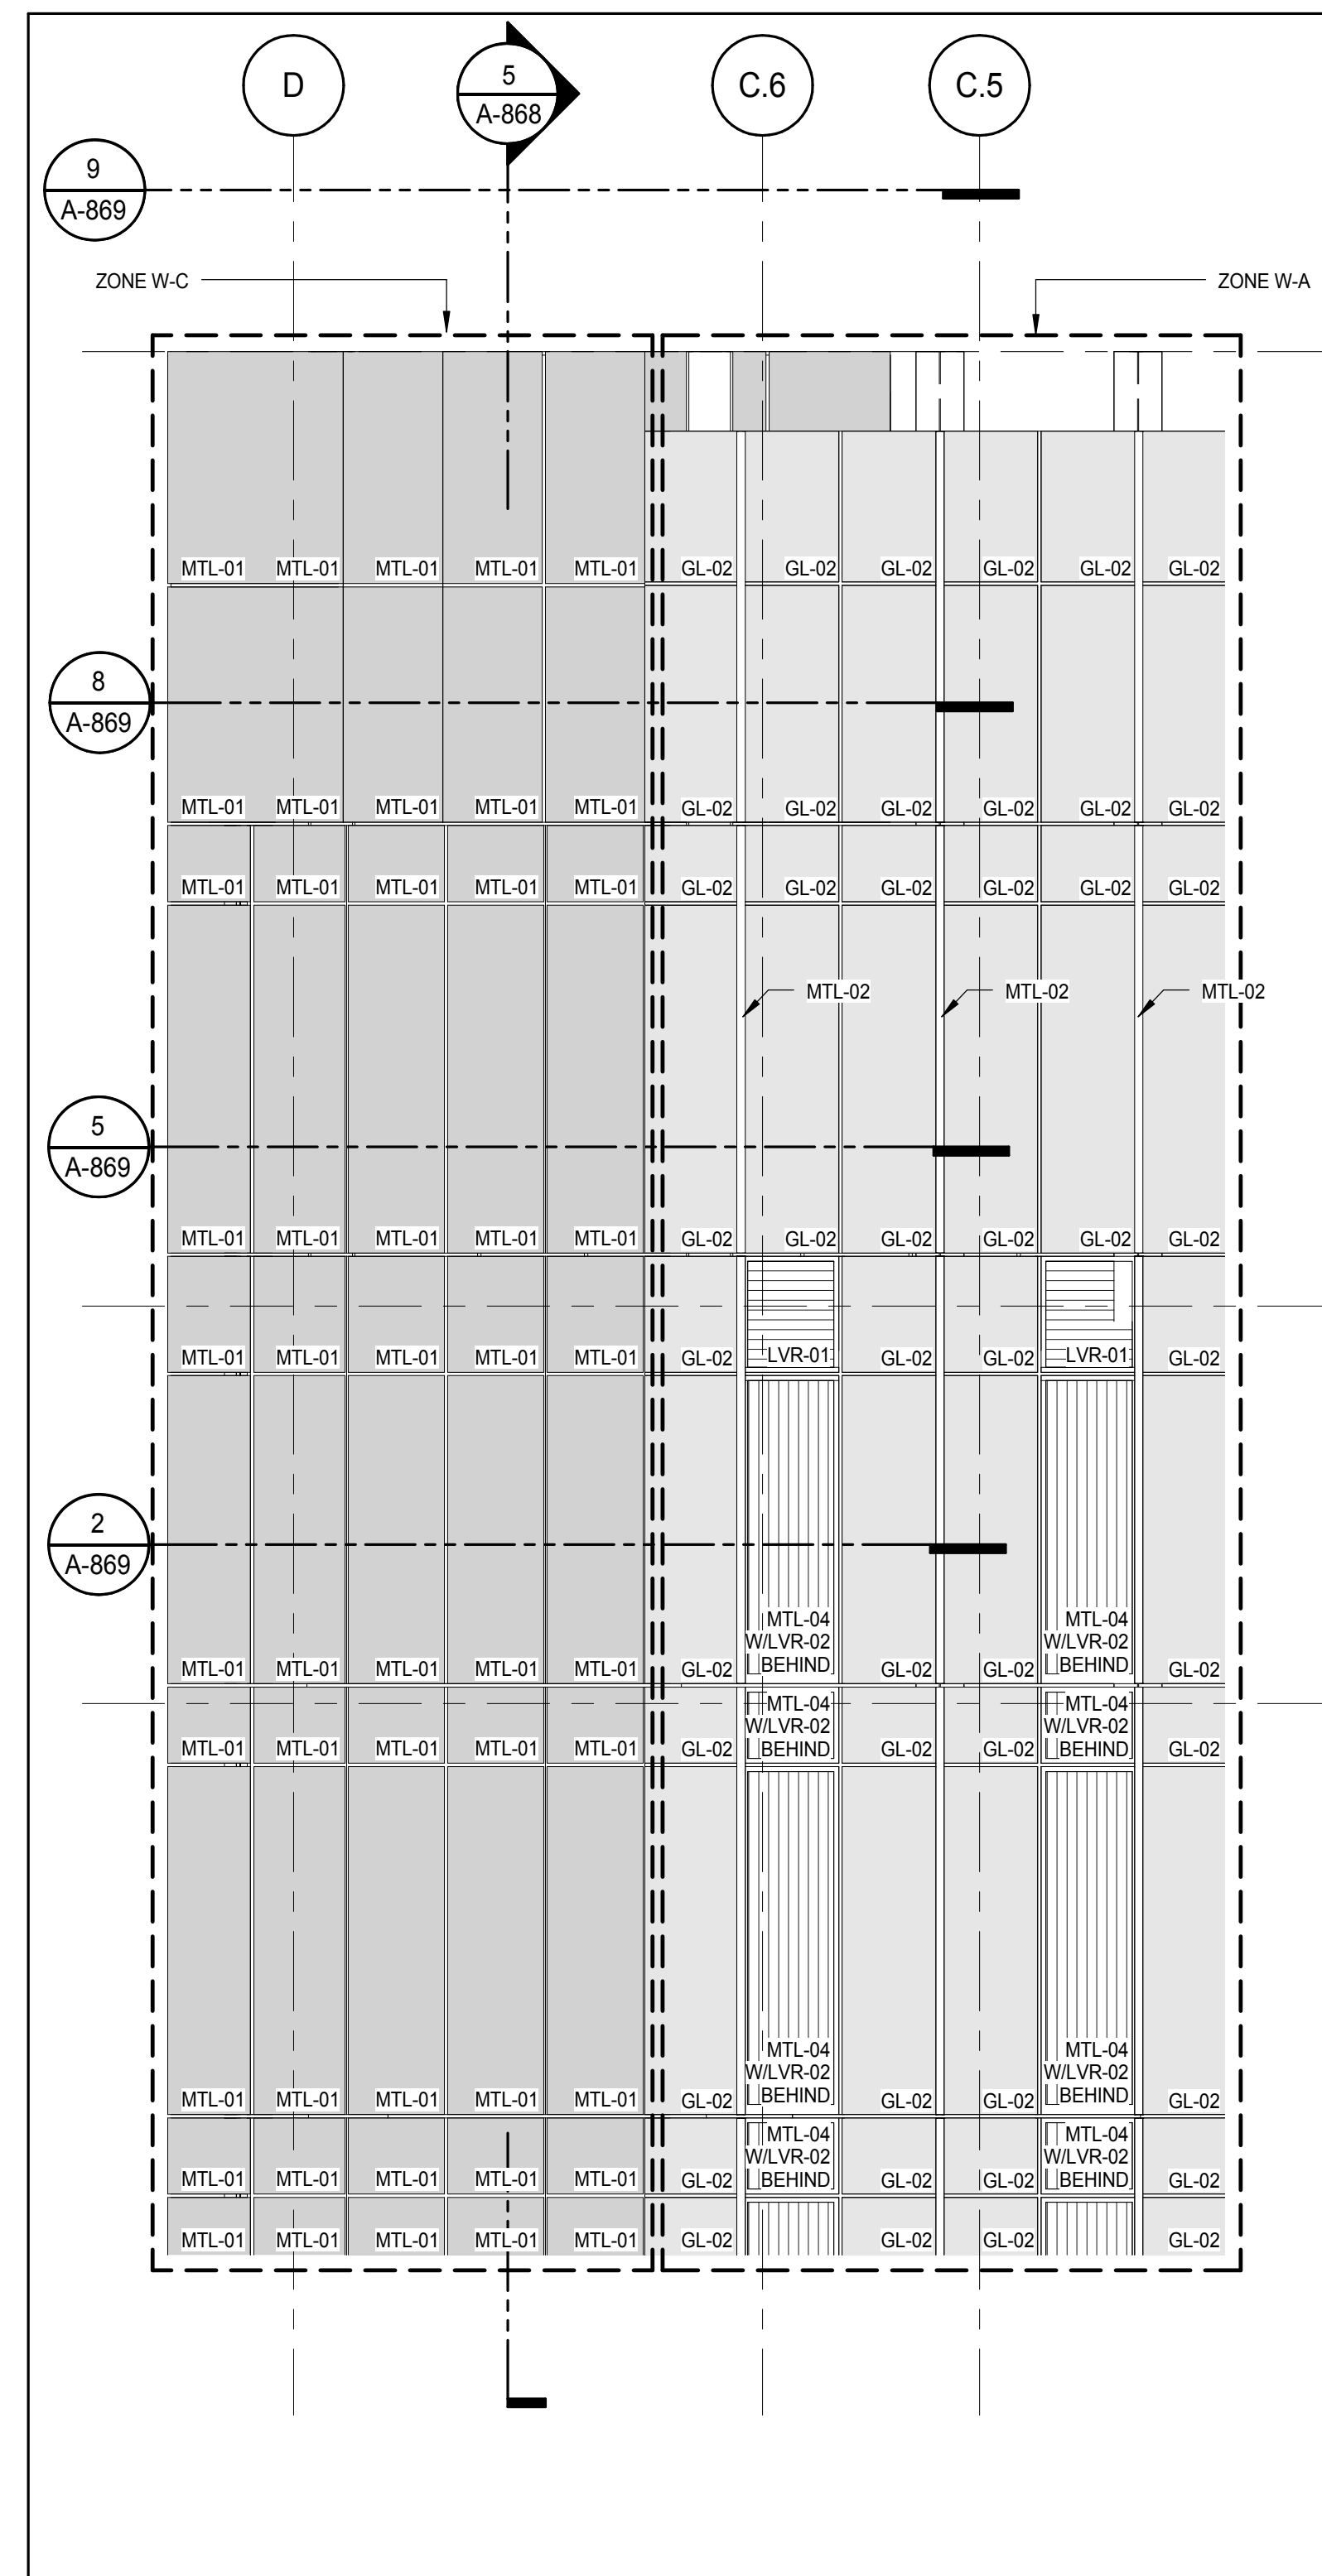 D
5
A-868
C.6
C.5
9
A-869
ZONE W-C
ZONE W-A
MTL-01 MTL-01 MTL-01 MTL-01 MTL-01 GL-02 GL-02 GL-02 GL-02 GL-02 GL-02
8
A-869
MTL-01 MTL-01 MTL-01 MTL-01 MTL-01 GL-02 GL-02 GL-02 GL-02 GL-02 GL-02
MTL-01 MTL-01 MTL-01 MTL-01 MTL-01 GL-02 GL-02 GL-02 GL-02 GL-02 GL-02
MTL-02 MTL-02 MTL-02
5
A-869
MTL-01 MTL-01 MTL-01 MTL-01 MTL-01 GL-02 GL-02 GL-02 GL-02 GL-02 GL-02
MTL-01 MTL-01 MTL-01 MTL-01 MTL-01 GL-02 LVR-01 GL-02 GL-02 LVR-01 GL-02
2
A-869
MTL-04 MTL-04
W/LVR-02 W/LVR-02
MTL-01 MTL-01 MTL-01 MTL-01 MTL-01 GL-02 BEHIND GL-02 GL-02 BEHIND GL-02
MTL-04 MTL-04
W/LVR-02 W/LVR-02
MTL-01 MTL-01 MTL-01 MTL-01 MTL-01 GL-02 BEHIND GL-02 GL-02 BEHIND GL-02
MTL-04 MTL-04
W/LVR-02 W/LVR-02
MTL-01 MTL-01 MTL-01 MTL-01 MTL-01 GL-02 BEHIND GL-02 GL-02 BEHIND GL-02
MTL-04 MTL-04
W/LVR-02 W/LVR-02
MTL-01 MTL-01 MTL-01 MTL-01 MTL-01 GL-02 BEHIND GL-02 GL-02 BEHIND GL-02
MTL-01 MTL-01 MTL-01 MTL-01 MTL-01 GL-02 GL-02 GL-02 GL-02